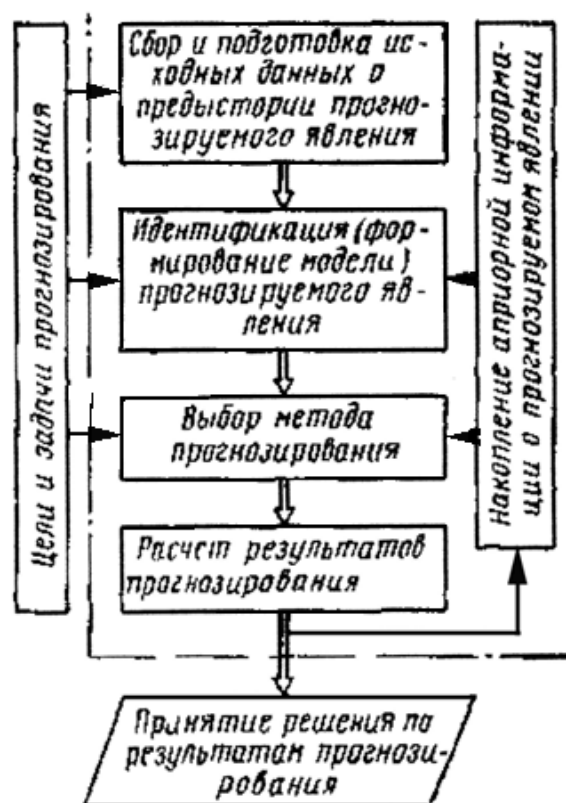 Сбор и подготовка ис-
ходных данных о
предыстории прогно-
зируемого явления
Идентификация (фор-
мирование модели)
прогнозируемого яв-
ления
Выбор метода
прогнозирования
Расчет результатов
прогнозирования
Принятие решения по
результатам прогнози-
рования
Цели и задачи прогнозирования
Накопление априорной информа-
ции о прогнозируемом явлении